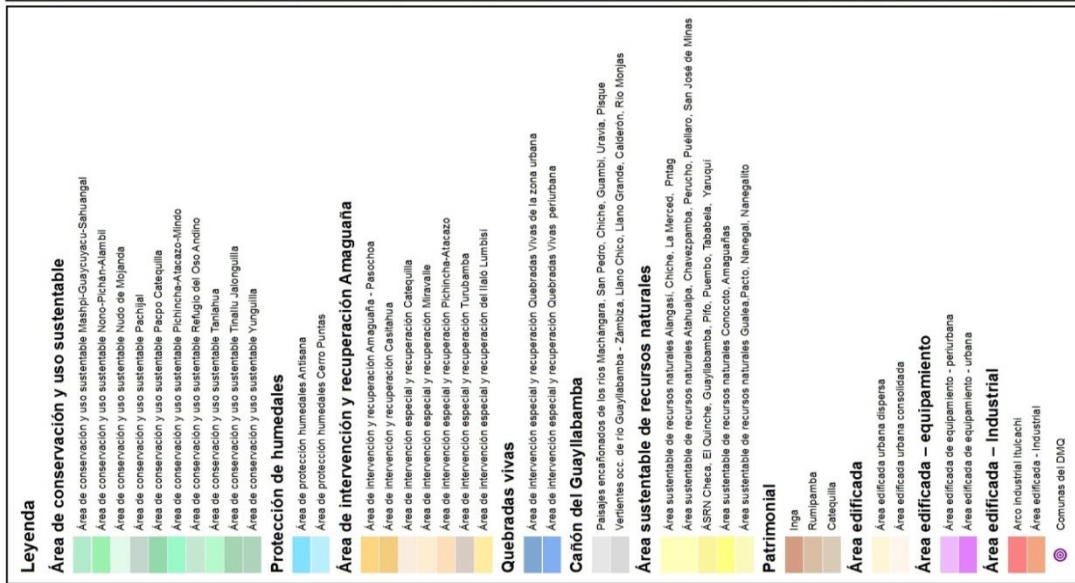 Leyenda
Área de conservación y uso sustentable
Área de conservación y uso sustentable Mashpi-Guaycuyacu-Sahuangal
Área de conservación y uso sustentable Nono-Pichán-Alambil
Área de conservación y uso sustentable Nudo de Mojanda
Área de conservación y uso sustentable Pachijal
Área de conservación y uso sustentable Pacpo Catequilla
Área de conservación y uso sustentable Pichincha-Atacazo-Mindo
Área de conservación y uso sustentable Refugio del Oso Andino
Área de conservación y uso sustentable Tanlahua
Área de conservación y uso sustentable Tinallu Jalonguilla
Área de conservación y uso sustentable Yunguilla
Protección de humedales
Área de protección humedales Antisana
Área de protección humedales Cerro Puntas
Área de intervención y recuperación Amaguaña
Área de intervención y recuperación Amaguaña - Pasochoa
Área de intervención y recuperación Casitahua
Área de intervención especial y recuperación Catequilla
Área de intervención especial y recuperación Miravalle
Área de intervención especial y recuperación Pichincha-Atacazo
Área de intervención especial y recuperación Turubamba
Área de intervención especial y recuperación del Ilaló Lumbisí
Quebradas vivas
Área de intervención especial y recuperación Quebradas Vivas de la zona urbana
Área de intervención especial y recuperación Quebradas Vivas periurbana
Cañón del Guayllabamba
Paisajes encañonados de los ríos Machángara, San Pedro, Chiche, Guambi, Uravia, Pisque
Vertientes occ. de río Guayllabamba - Zámbiza, Llano Chico, Llano Grande, Calderón, Río Monjas
Área sustentable de recursos naturales
Área sustentable de recursos naturales Alangasí, Chiche, La Merced, Pntag
Área sustentable de recursos naturales Atahualpa, Chavezpamba, Perucho, Puéllaro, San José de Minas
ASRN Checa, El Quinche, Guayllabamba, Pifo, Puembo, Tababela, Yaruquí
Área sustentable de recursos naturales Conocoto, Amaguañas
Área sustentable de recursos naturales Gualea,Pacto, Nanegal, Nanegalito
Patrimonial
Inga
Rumipamba
Catequilla
Área edificada
Área edificada urbana dispersa
Área edificada urbana consolidada
Área edificada – equipamiento
Área edificada de equipamiento - periurbana
Área edificada de equipamiento - urbana
Área edificada – Industrial
Arco Industrial Itulcachi
Área edificada - Industrial
Comunas del DMQ